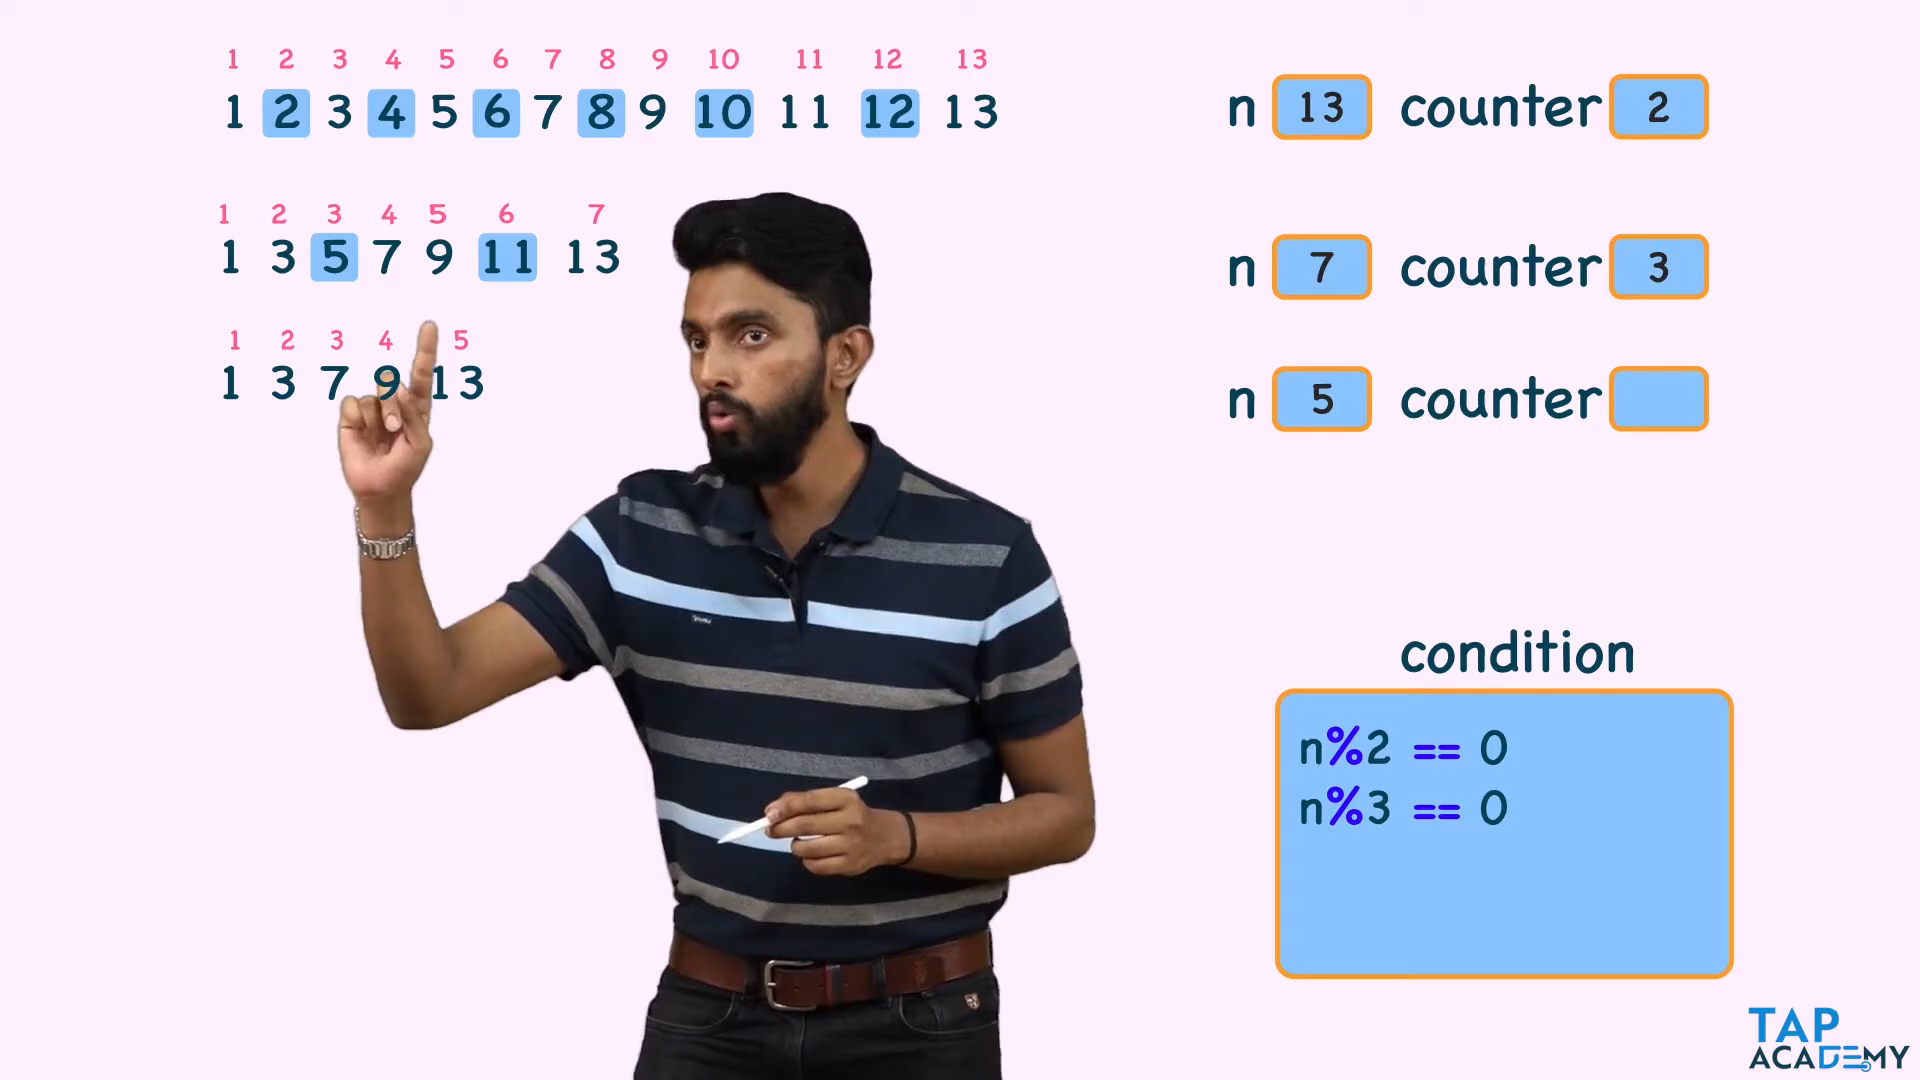 1 2 3 4 5 6 7 8 9 10 11 12 13
1 2 3 4 5 6 7 8 9 10 11 12 13
n 13 counter 2
1 2 3 4 5 6 7
1 3 5 7 9 11 13
n 7 counter 3
1 2 3 4 5
1 3 7 9 13
n 5 counter
condition
n%2 == 0
n%3 == 0
TAP
ACADEMY